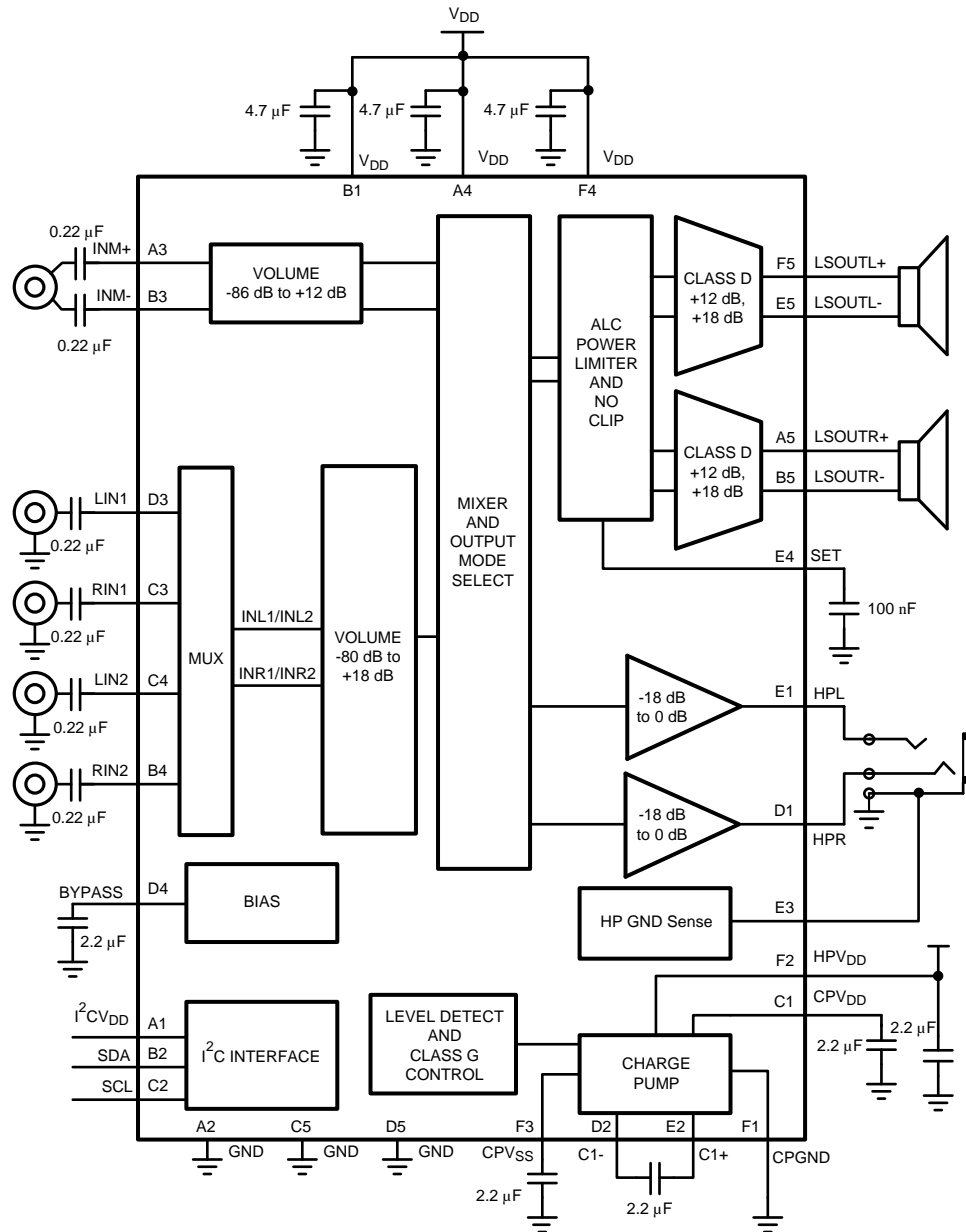 VDD
4.7 µF
4.7 µF
4.7 µF
VDD
VDD
VDD
B1
A4
F4
0.22 µF
INM+
A3
INM-
B3
0.22 µF
VOLUME
-86 dB to +12 dB
MIXER
AND
OUTPUT
MODE
SELECT
ALC
POWER
LIMITER
AND
NO
CLIP
CLASS D
+12 dB,
+18 dB
F5
LSOUTL+
E5
LSOUTL-
CLASS D
+12 dB,
+18 dB
A5
LSOUTR+
B5
LSOUTR-
E4
SET
100 nF
LIN1
D3
0.22 µF
RIN1
C3
0.22 µF
LIN2
C4
0.22 µF
RIN2
B4
0.22 µF
MUX
INL1/INL2
INR1/INR2
VOLUME
-80 dB to
+18 dB
-18 dB
to 0 dB
E1
HPL
-18 dB
to 0 dB
D1
HPR
BYPASS
D4
2.2 µF
BIAS
HP GND Sense
E3
F2
HPVDD
C1
CPVDD
2.2 µF
2.2 µF
I²CVDD
A1
SDA
B2
SCL
C2
I²C INTERFACE
LEVEL DETECT
AND
CLASS G
CONTROL
CHARGE
PUMP
A2
GND
C5
GND
D5
GND
F3
CPVSS
2.2 µF
D2
C1-
E2
C1+
2.2 µF
F1
CPGND